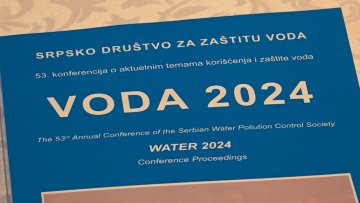 SRPSKO DRUŠTVO ZA ZAŠTITU VODA
53. konferencija o aktuelnim temama korišćenja i zaštite voda
VODA 2024
The 53rd Annual Conference of the Serbian Water Pollution Control Society
WATER 2024
Conference Proceedings